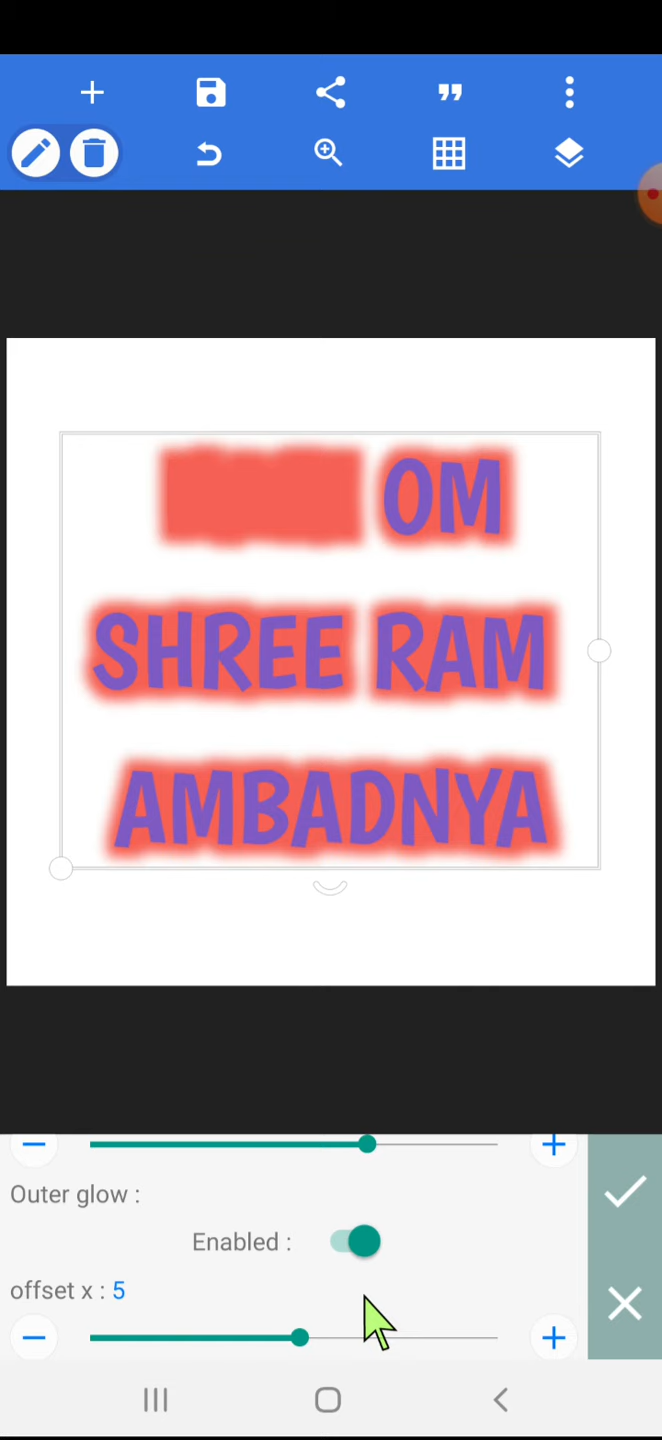 OM
SHREE RAM
AMBADNYA
Outer glow :
Enabled :
offset x : 5